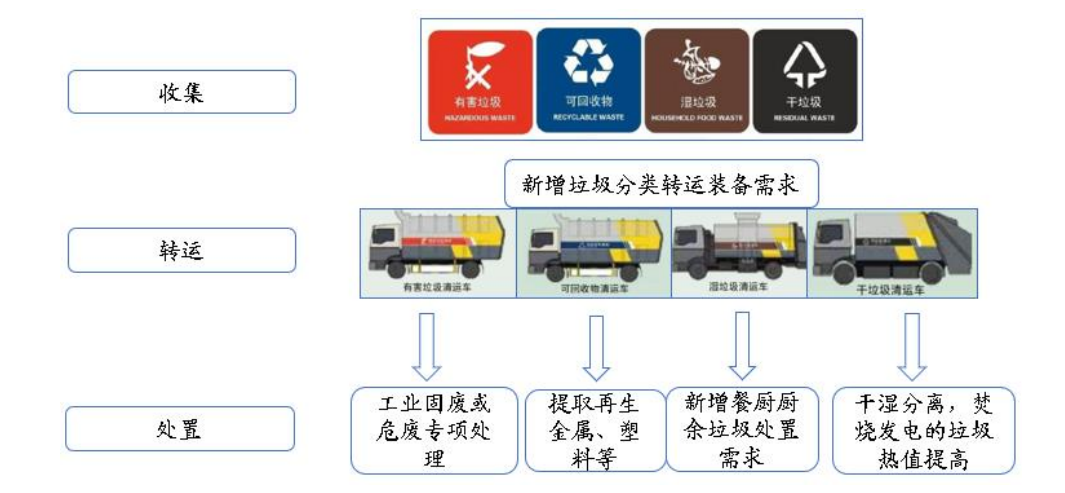 收集
有害垃圾
HAZARDOUS WASTE
可回收物
RECYCLABLE WASTE
湿垃圾
HOUSEHOLD FOOD WASTE
干垃圾
RESIDUAL WASTE
新增垃圾分类转运装备需求
转运
有害垃圾清运车
可回收物清运车
湿垃圾清运车
干垃圾清运车
处置
工业固废或
危废专项处
理
提取再生
金属、塑
料等
新增餐厨厨
余垃圾处置
需求
干湿分离，焚
烧发电的垃圾
热值提高